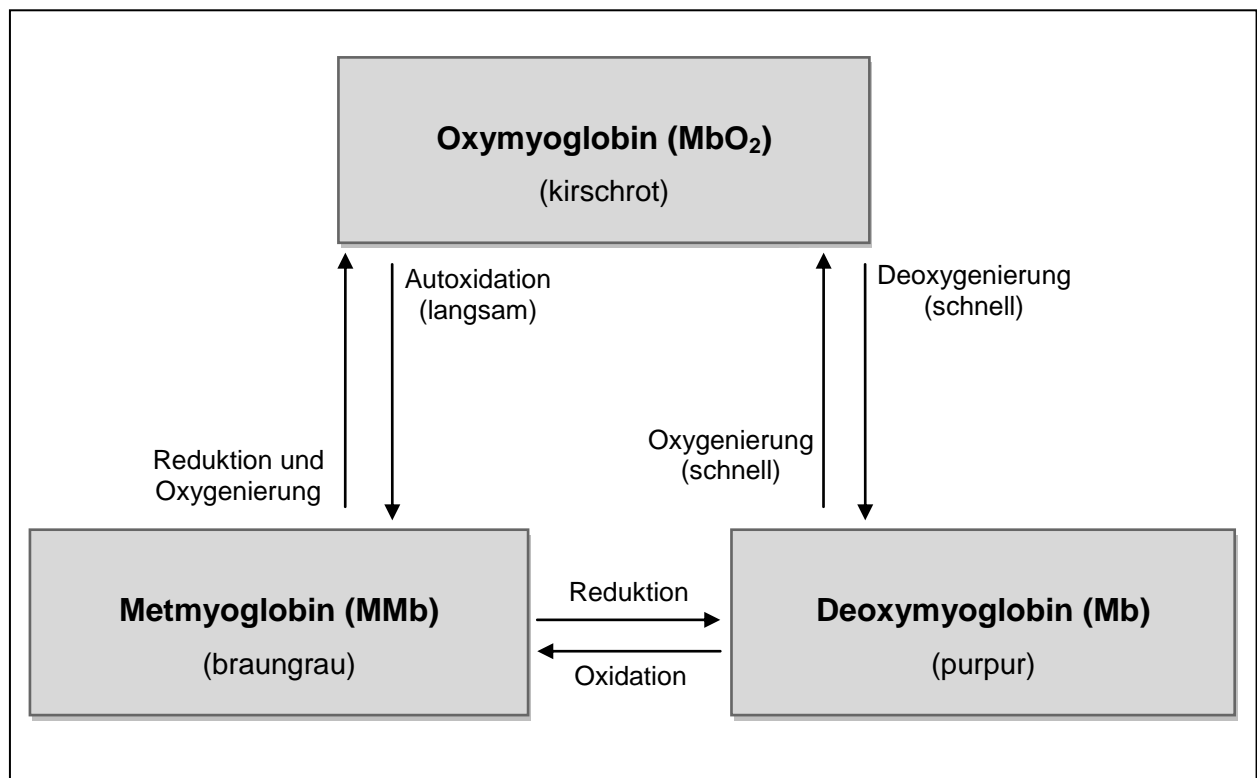 Oxymyoglobin (MbO₂)
(kirschrot)
Autoxidation
(langsam)
Deoxygenierung
(schnell)
Reduktion und
Oxygenierung
Oxygenierung
(schnell)
Metmyoglobin (MMb)
(braungrau)
Reduktion
Oxidation
Deoxymyoglobin (Mb)
(purpur)